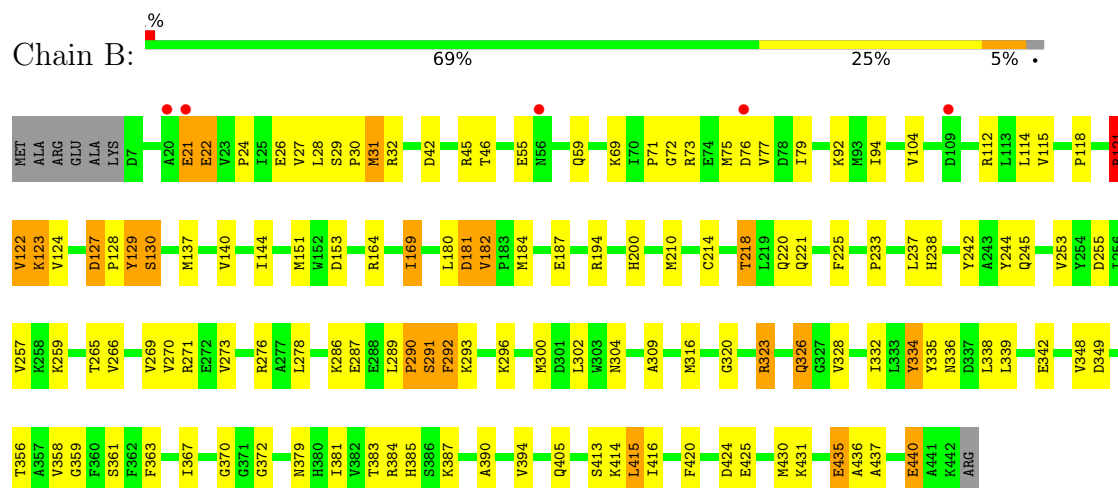 %
Chain B:
69% 25% 5% •
MET ALA ARG GLU ALA LYS D7 A20 E21 E22 V23 P24 I25 E26 V27 L28 S29 P30 M31 R32 D42 R45 T46 E55 N56 Q59 K69 I70 P71 G72 R73 E74 M75 D76 V77 D78 I79 K92 M93 I94 V104 D109 R112 L113 L114 V115 P118 R121
V122 K123 V124 D127 P128 Y129 S130 M137 V140 I144 M151 W152 D153 R164 I169 L180 D181 V182 P183 M184 E187 R194 H200 M210 C214 T218 L219 Q220 Q221 F225 P233 L237 H238 Y242 A243 Y244 Q245 V253 Y254 D255 I256
V257 K258 K259 T265 V266 V269 V270 R271 E272 V273 R276 A277 L278 K286 E287 E288 L289 P290 S291 F292 K293 K296 M300 D301 L302 W303 N304 A309 M316 G320 R323 Q326 G327 V328 I332 L333 Y334 Y335 N336 D337 L338 L339 E342 V348 D349
T356 A357 V358 G359 F360 S361 F362 F363 I367 G370 G371 G372 N379 H380 I381 V382 T383 R384 H385 S386 K387 A390 V394 Q405 S413 K414 L415 I416 F420 D424 E425 M430 K431 E435 A436 A437 E440 A441 K442 ARG